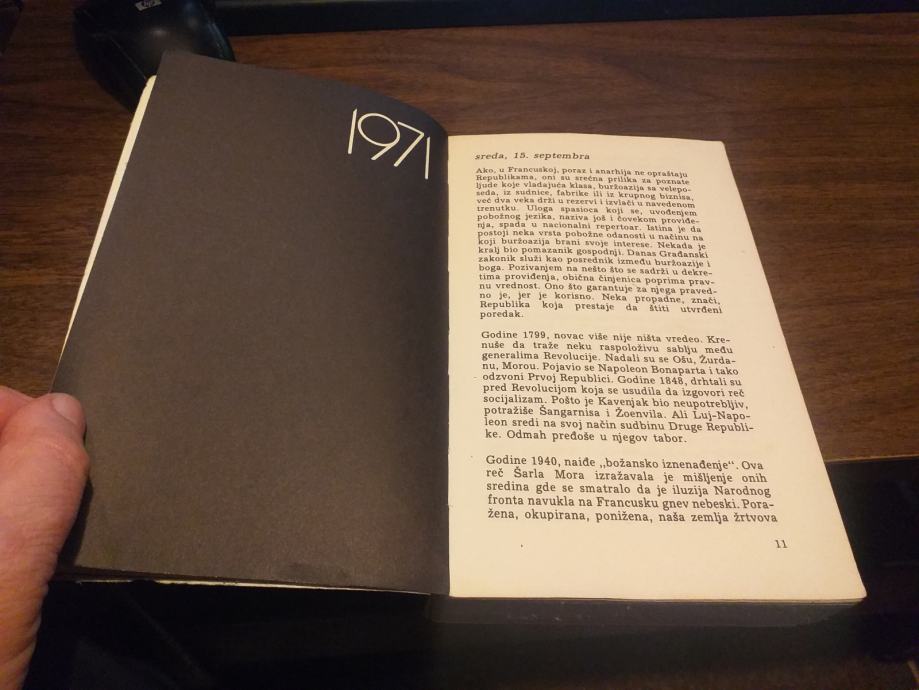 hp
1971
sreda, 15. septembra
Ako, u Francuskoj, poraz i anarhija ne opraštaju
Republikama, oni su srećna prilika za poznate
ljude koje vladajuća klasa, buržoazija sa velepo-
seda, iz sudnice, fabrike ili iz krupnog biznisa,
već dva veka drži u rezervi i izvlači u navedenom
trenutku. Uloga spasioca koji se, uvođenjem
pobožnog jezika, naziva još i čovekom proviđe-
nja, spada u nacionalni repertoar. Istina je da
postoji neka vrsta pobožne odanosti u načinu na
koji buržoazija brani svoje interese. Nekada je
kralj bio pomazanik gospodnji. Danas Građanski
zakonik služi kao posrednik između buržoazije i
boga. Pozivanjem na nešto što se sadrži u dekre-
tima proviđenja, obična činjenica poprima prav-
nu vrednost. Ono što garantuje za njega praved-
no je, jer je korisno. Neka propadne, znači,
Republika koja prestaje da štiti utvrđeni
poredak.
Godine 1799, novac više nije ništa vredeo. Kre-
nuše da traže neku raspoloživu sablju među
generalima Revolucije. Nadali su se Ošu, Žurda-
nu, Morou. Pojavio se Napoleon Bonaparta i tako
odzvoni Prvoj Republici. Godine 1848, drhtali su
pred Revolucijom koja se usudila da izgovori reč
socijalizam. Pošto je Kavenjak bio neupotrebljiv,
potražiše Šangarnisa i Žoenvila. Ali Luj-Napo-
leon sredi na svoj način sudbinu Druge Republi-
ke. Odmah pređoše u njegov tabor.
Godine 1940, naiđe „božansko iznenađenje“. Ova
reč Šarla Mora izražavala je mišljenje onih
sredina gde se smatralo da je iluzija Narodnog
fronta navukla na Francusku gnev nebeski. Pora-
žena, okupirana, ponižena, naša zemlja žrtvova
11